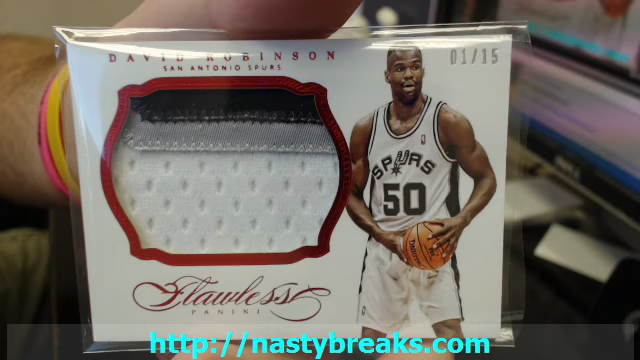 DAVID ROBINSON
SAN ANTONIO SPURS
01/15
SPURS
50
Flawless
PANINI
http://nastybreaks.com